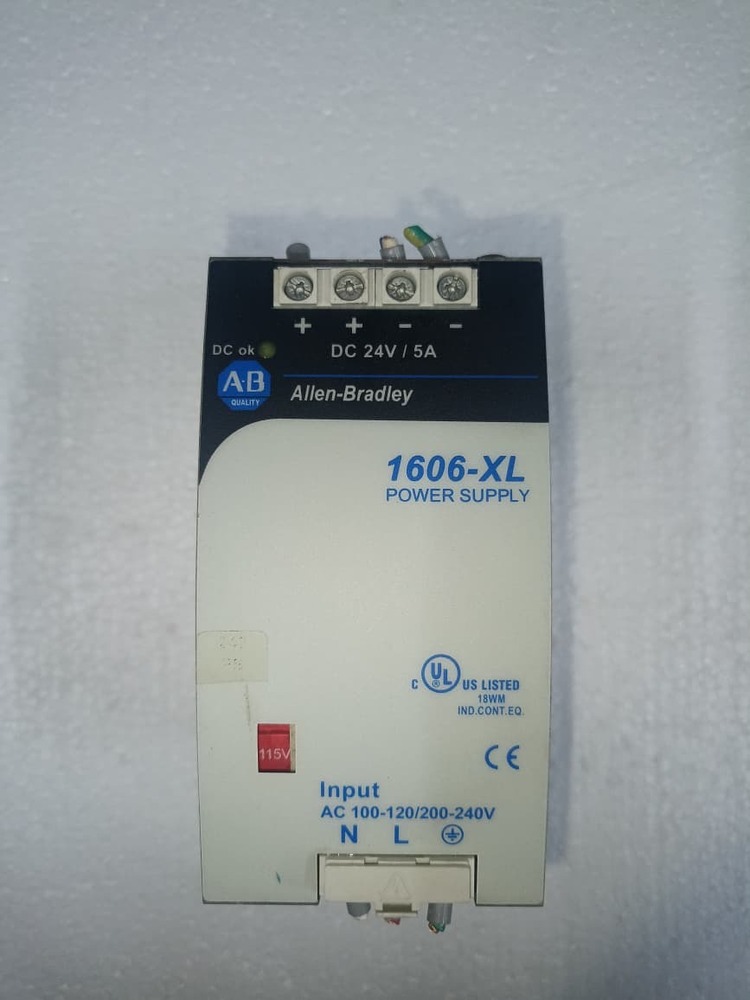 + + − −
DC ok
DC 24V / 5A
A·B
QUALITY
Allen-Bradley
1606-XL
POWER SUPPLY
C UL US LISTED
18WM
IND.CONT.EQ.
115V
CE
Input
AC 100-120/200-240V
N L